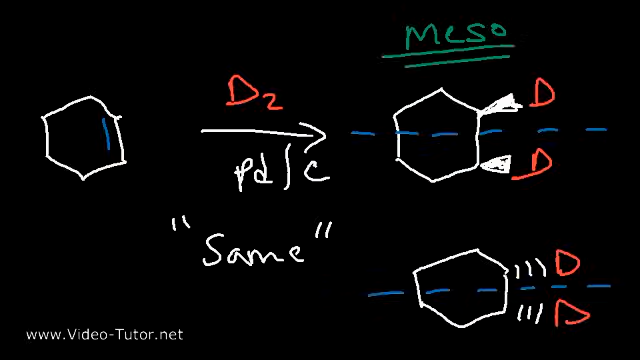 Meso
D2
D
Pd/C
D
"Same"
D
D
www.Video-Tutor.net